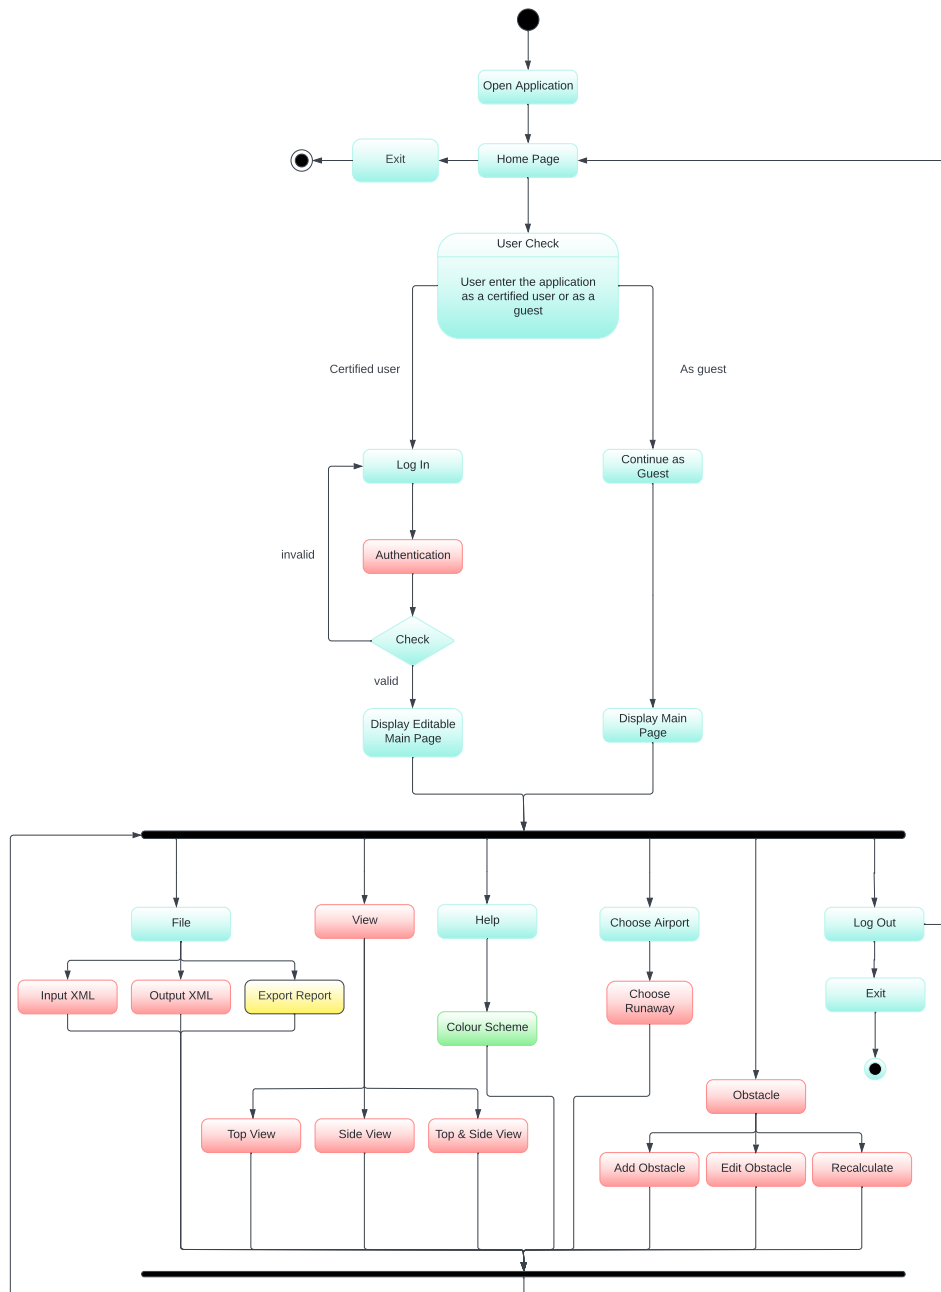 Open Application
Exit
Home Page
User Check
User enter the application
as a certified user or as a
guest
Certified user
As guest
Log In
Continue as
Guest
invalid
Authentication
Check
valid
Display Editable
Main Page
Display Main
Page
File
View
Help
Choose Airport
Log Out
Input XML
Output XML
Export Report
Choose
Runaway
Exit
Colour Scheme
Obstacle
Top View
Side View
Top & Side View
Add Obstacle
Edit Obstacle
Recalculate